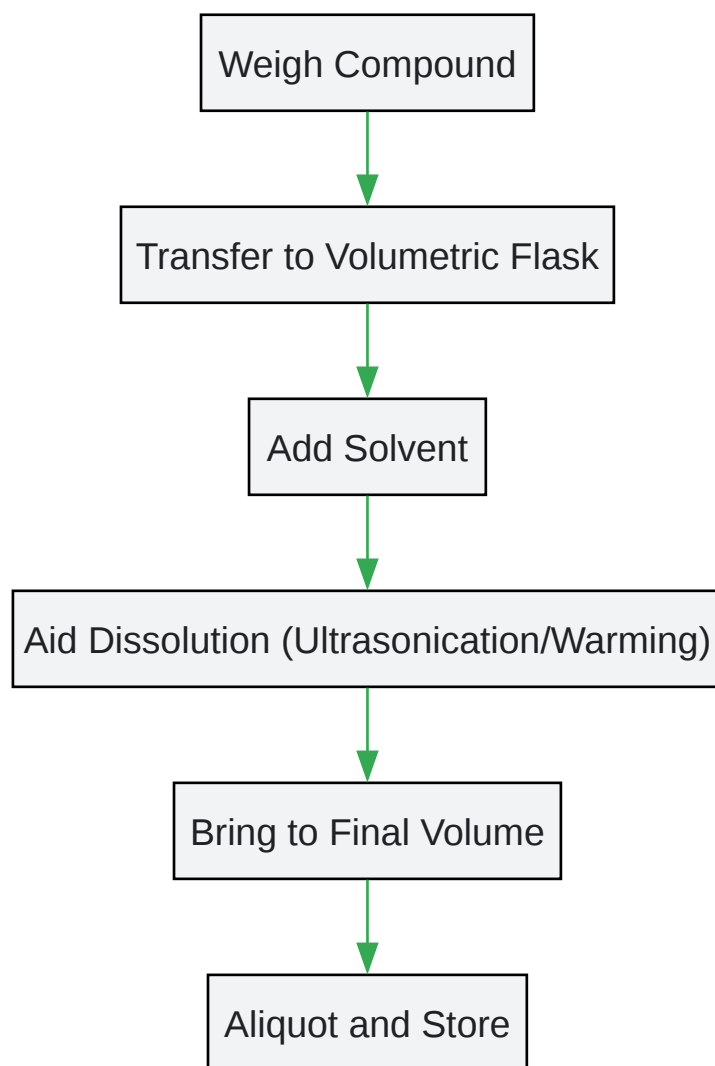 Weigh Compound
Transfer to Volumetric Flask
Add Solvent
Aid Dissolution (Ultrasonication/Warming)
Bring to Final Volume
Aliquot and Store